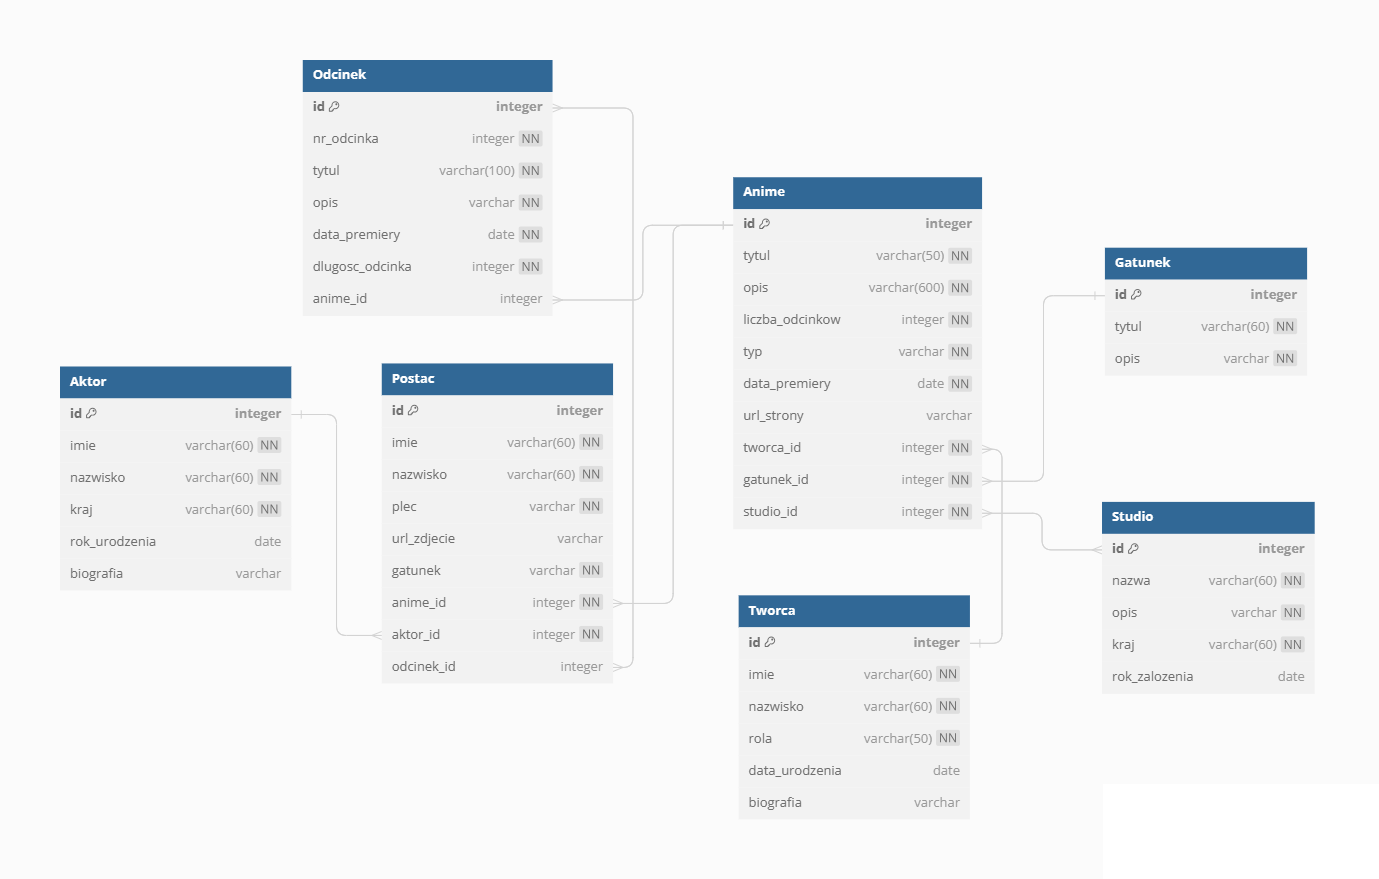 Odcinek
id integer
nr_odcinka integer NN
tytul varchar(100) NN
opis varchar NN
data_premiery date NN
dlugosc_odcinka integer NN
anime_id integer
Anime
id integer
tytul varchar(50) NN
opis varchar(600) NN
liczba_odcinkow integer NN
typ varchar NN
data_premiery date NN
url_strony varchar
tworca_id integer NN
gatunek_id integer NN
studio_id integer NN
Gatunek
id integer
tytul varchar(60) NN
opis varchar NN
Aktor
id integer
imie varchar(60) NN
nazwisko varchar(60) NN
kraj varchar(60) NN
rok_urodzenia date
biografia varchar
Postac
id integer
imie varchar(60) NN
nazwisko varchar(60) NN
plec varchar NN
url_zdjecie varchar
gatunek varchar NN
anime_id integer NN
aktor_id integer NN
odcinek_id integer
Studio
id integer
nazwa varchar(60) NN
opis varchar NN
kraj varchar(60) NN
rok_zalozenia date
Tworca
id integer
imie varchar(60) NN
nazwisko varchar(60) NN
rola varchar(50) NN
data_urodzenia date
biografia varchar